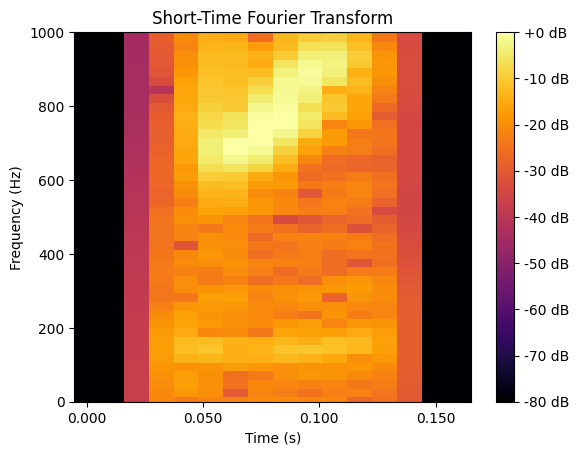 Short-Time Fourier Transform
Frequency (Hz)
1000
800
600
400
200
0
0.000
0.050
0.100
0.150
Time (s)
+0 dB
-10 dB
-20 dB
-30 dB
-40 dB
-50 dB
-60 dB
-70 dB
-80 dB